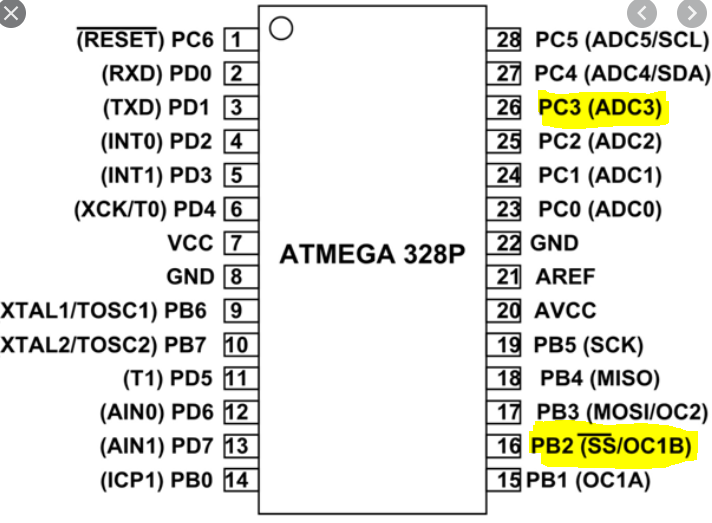 (RESET) PC6 1
(RXD) PD0 2
(TXD) PD1 3
(INT0) PD2 4
(INT1) PD3 5
(XCK/T0) PD4 6
VCC 7
GND 8
XTAL1/TOSC1) PB6 9
XTAL2/TOSC2) PB7 10
(T1) PD5 11
(AIN0) PD6 12
(AIN1) PD7 13
(ICP1) PB0 14
ATMEGA 328P
28 PC5 (ADC5/SCL)
27 PC4 (ADC4/SDA)
26 PC3 (ADC3)
25 PC2 (ADC2)
24 PC1 (ADC1)
23 PC0 (ADC0)
22 GND
21 AREF
20 AVCC
19 PB5 (SCK)
18 PB4 (MISO)
17 PB3 (MOSI/OC2)
16 PB2 (SS/OC1B)
15 PB1 (OC1A)